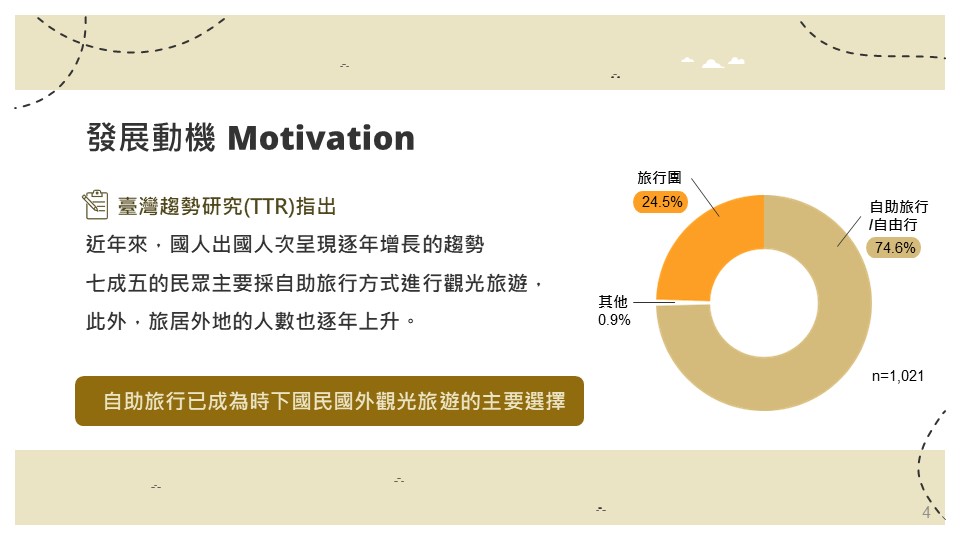 發展動機 Motivation
臺灣趨勢研究(TTR)指出
近年來，國人出國人次呈現逐年增長的趨勢
七成五的民眾主要採自助旅行方式進行觀光旅遊，
此外，旅居外地的人數也逐年上升。
自助旅行已成為時下國民國外觀光旅遊的主要選擇
旅行團
24.5%
自助旅行
/自由行
74.6%
其他
0.9%
n=1,021
4